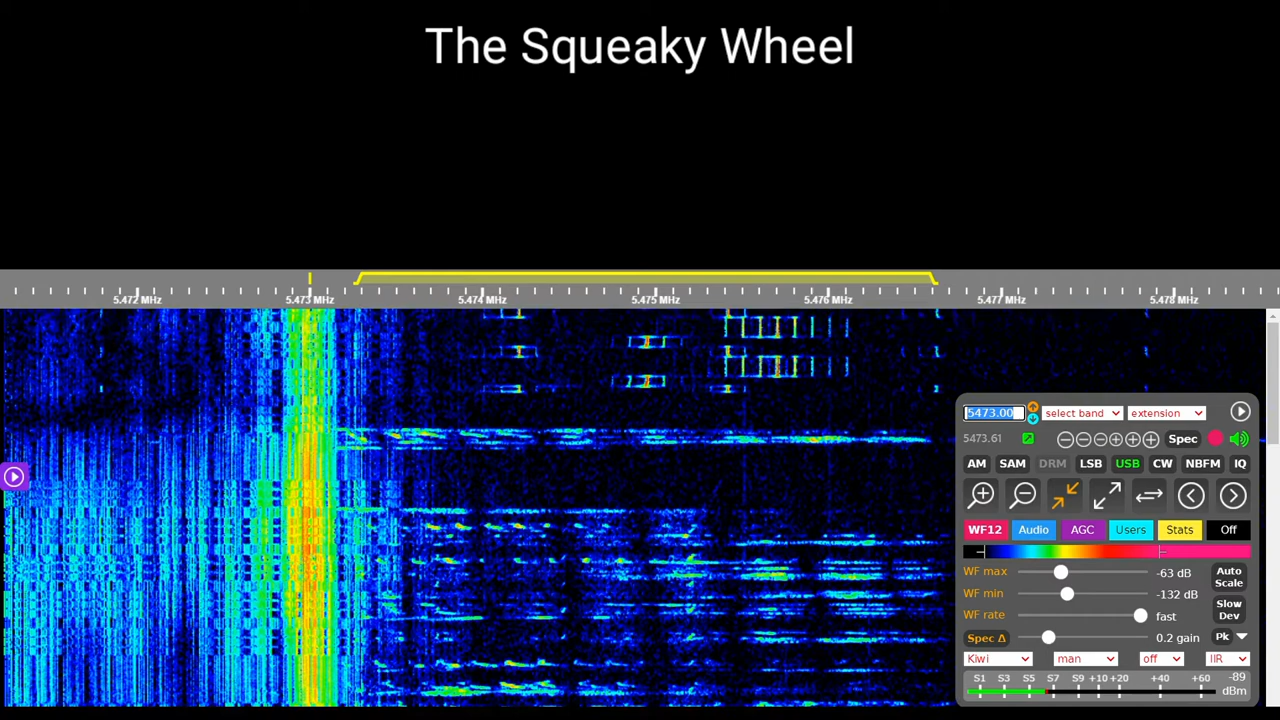 The Squeaky Wheel
5.472 MHz 5.473 MHz 5.474 MHz 5.475 MHz 5.476 MHz 5.477 MHz 5.478 MHz
5473.00 select band extension
5473.61 Spec
AM SAM DRM LSB USB CW NBFM IQ
WF12 Audio AGC Users Stats Off
WF max -63 dB Auto Scale
WF min -132 dB
WF rate fast Slow Dev
Spec Δ 0.2 gain Pk
Kiwi man off IIR
S1 S3 S5 S7 S9 +10 +20 +40 +60 -89
dBm